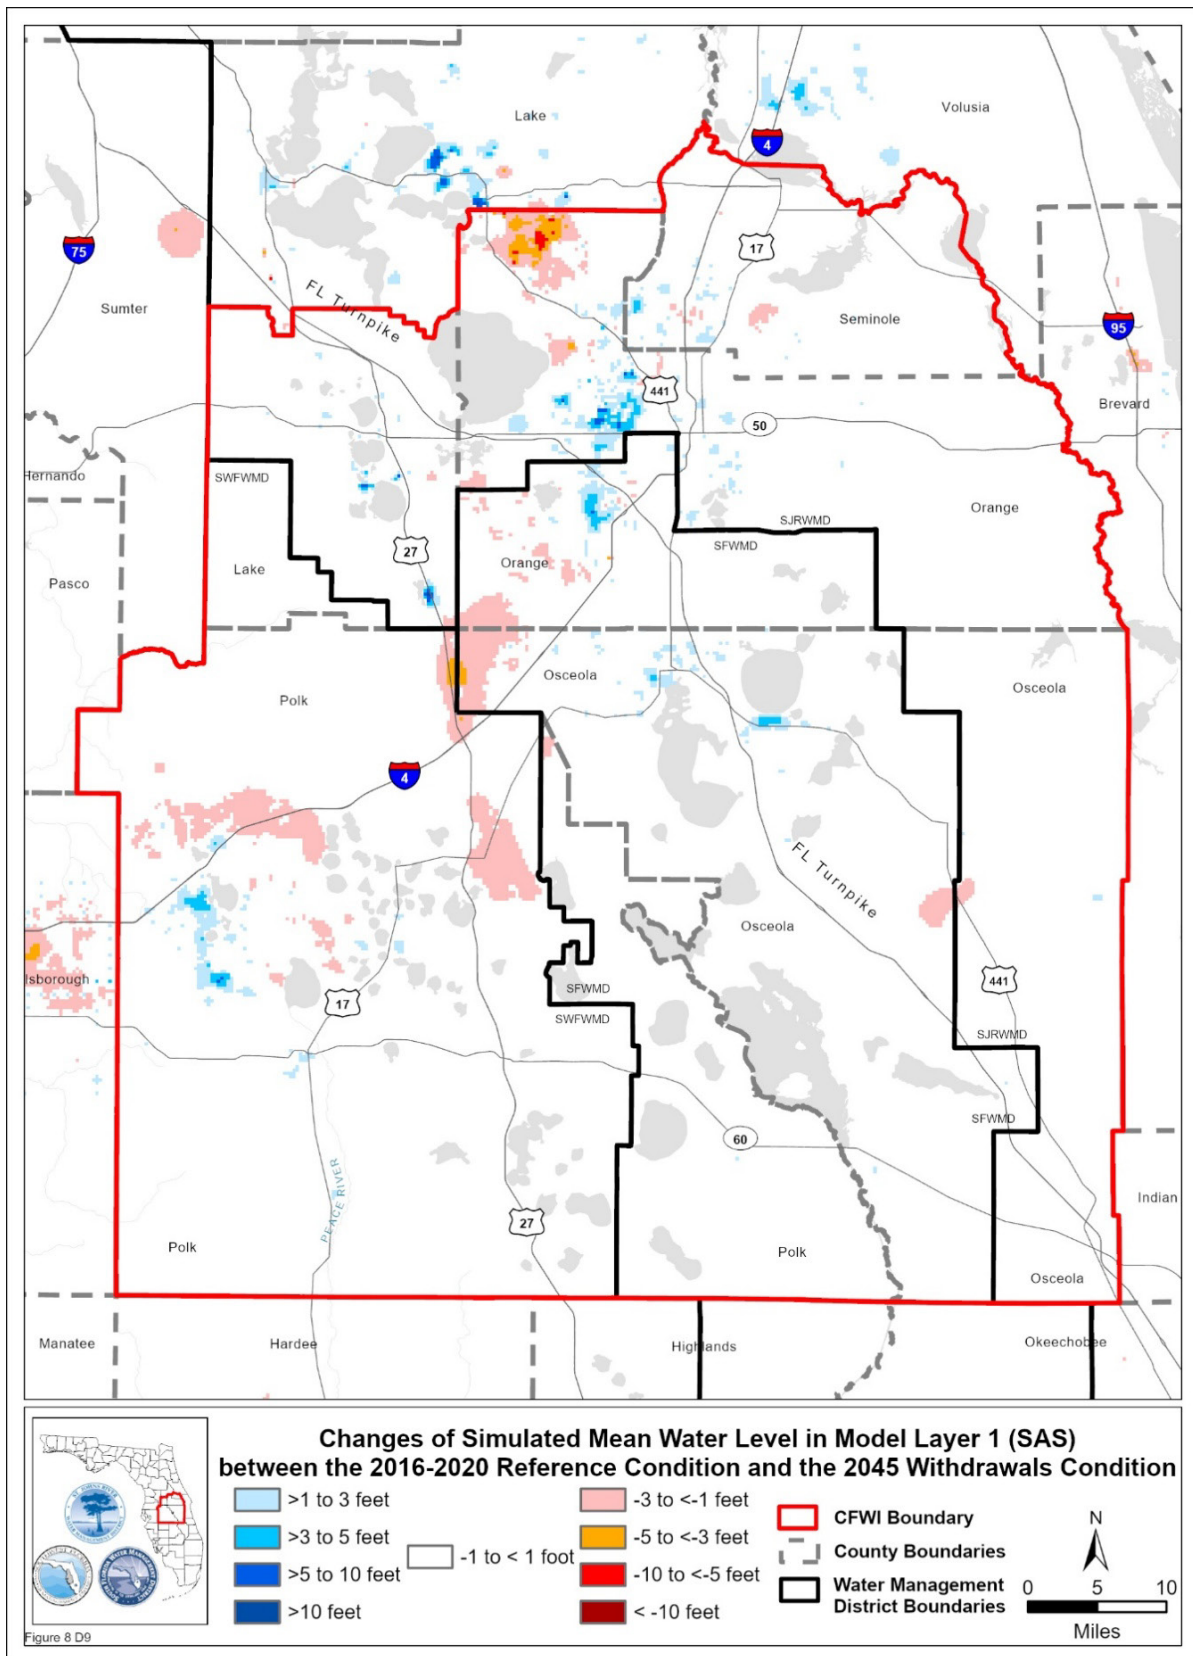 Lake
Volusia
4
75
17
Sumter
FL Turnpike
Seminole
95
441
Brevard
50
Hernando
SWFWMD
Orange
SJRWMD
27
Orange
SFWMD
Pasco
Lake
Polk
Osceola
Osceola
4
FL Turnpike
Osceola
lsborough
17
SFWMD
441
SWFWMD
SJRWMD
SFWMD
60
PEACE RIVER
Indian
27
Polk
Polk
Osceola
Manatee
Hardee
Highlands
Okeechobee
Changes of Simulated Mean Water Level in Model Layer 1 (SAS)
between the 2016-2020 Reference Condition and the 2045 Withdrawals Condition
>1 to 3 feet
>3 to 5 feet
>5 to 10 feet
>10 feet
-1 to < 1 foot
-3 to <-1 feet
-5 to <-3 feet
-10 to <-5 feet
< -10 feet
CFWI Boundary
County Boundaries
Water Management
District Boundaries
N
0 5 10
Miles
Figure 8 D9